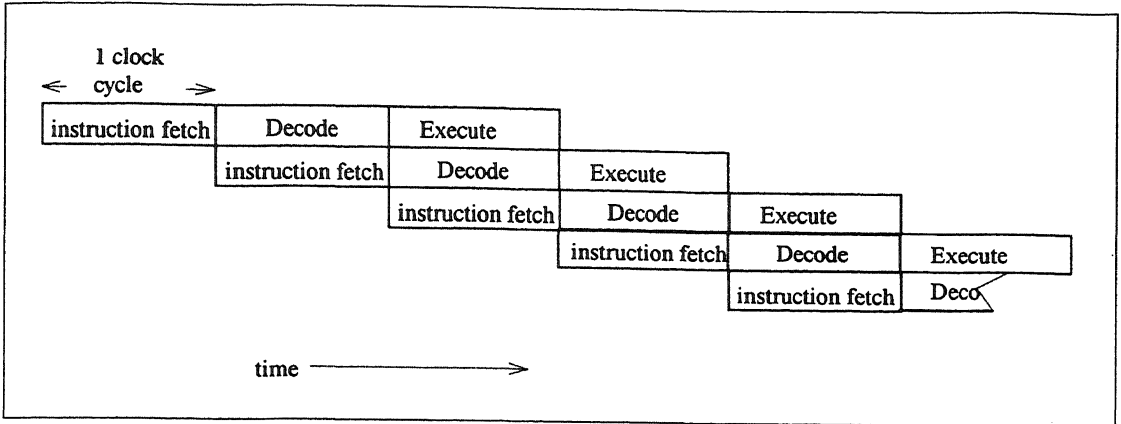 1 clock
cycle
instruction fetch Decode Execute
instruction fetch Decode Execute
instruction fetch Decode Execute
instruction fetch Decode Execute
instruction fetch Deco
time